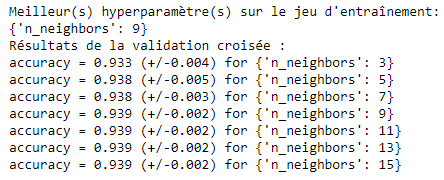 Meilleur(s) hyperparamètre(s) sur le jeu d'entraînement:
{'n_neighbors': 9}
Résultats de la validation croisée :
accuracy = 0.933 (+/-0.004) for {'n_neighbors': 3}
accuracy = 0.938 (+/-0.005) for {'n_neighbors': 5}
accuracy = 0.938 (+/-0.003) for {'n_neighbors': 7}
accuracy = 0.939 (+/-0.002) for {'n_neighbors': 9}
accuracy = 0.939 (+/-0.002) for {'n_neighbors': 11}
accuracy = 0.939 (+/-0.002) for {'n_neighbors': 13}
accuracy = 0.939 (+/-0.002) for {'n_neighbors': 15}